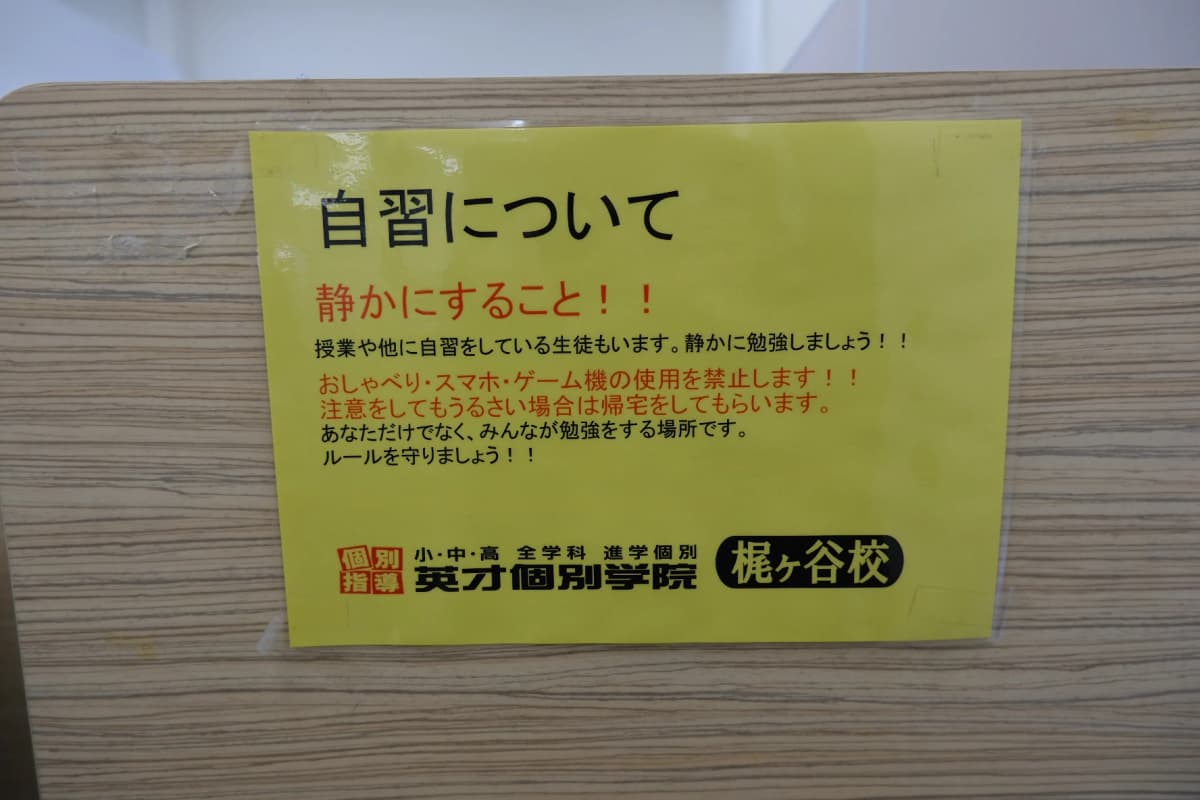 自習について
静かにすること！！
授業や他に自習をしている生徒もいます。静かに勉強しましょう！！
おしゃべり・スマホ・ゲーム機の使用を禁止します！！
注意をしてもうるさい場合は帰宅をしてもらいます。
あなただけでなく、みんなが勉強をする場所です。
ルールを守りましょう！！
個別
指導
小・中・高 全学科 進学個別
英才個別学院
梶ヶ谷校